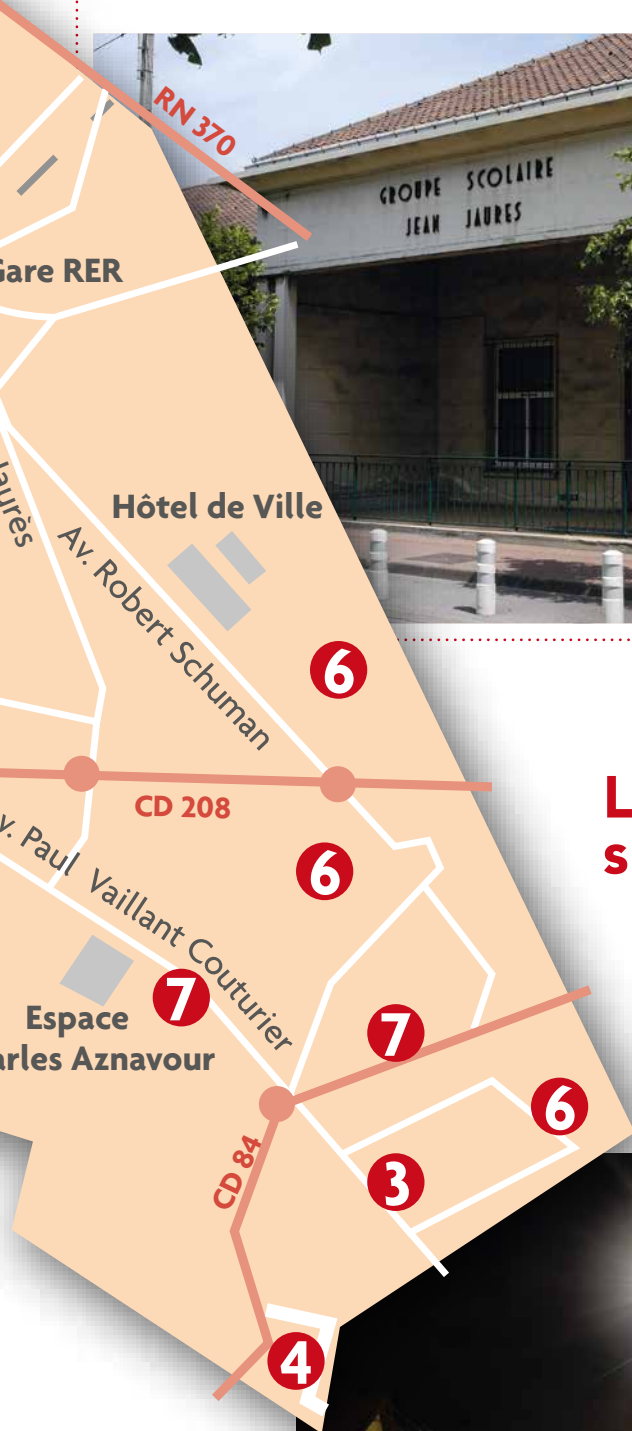 RN 370
GROUPE SCOLAIRE
JEAN JAURES
Gare RER
Hôtel de Ville
Jaurès
Av. Robert Schuman
6
CD 208
6
v. Paul Vaillant Couturier
7
Espace
arles Aznavour
7
6
CD 84
3
4
L
s